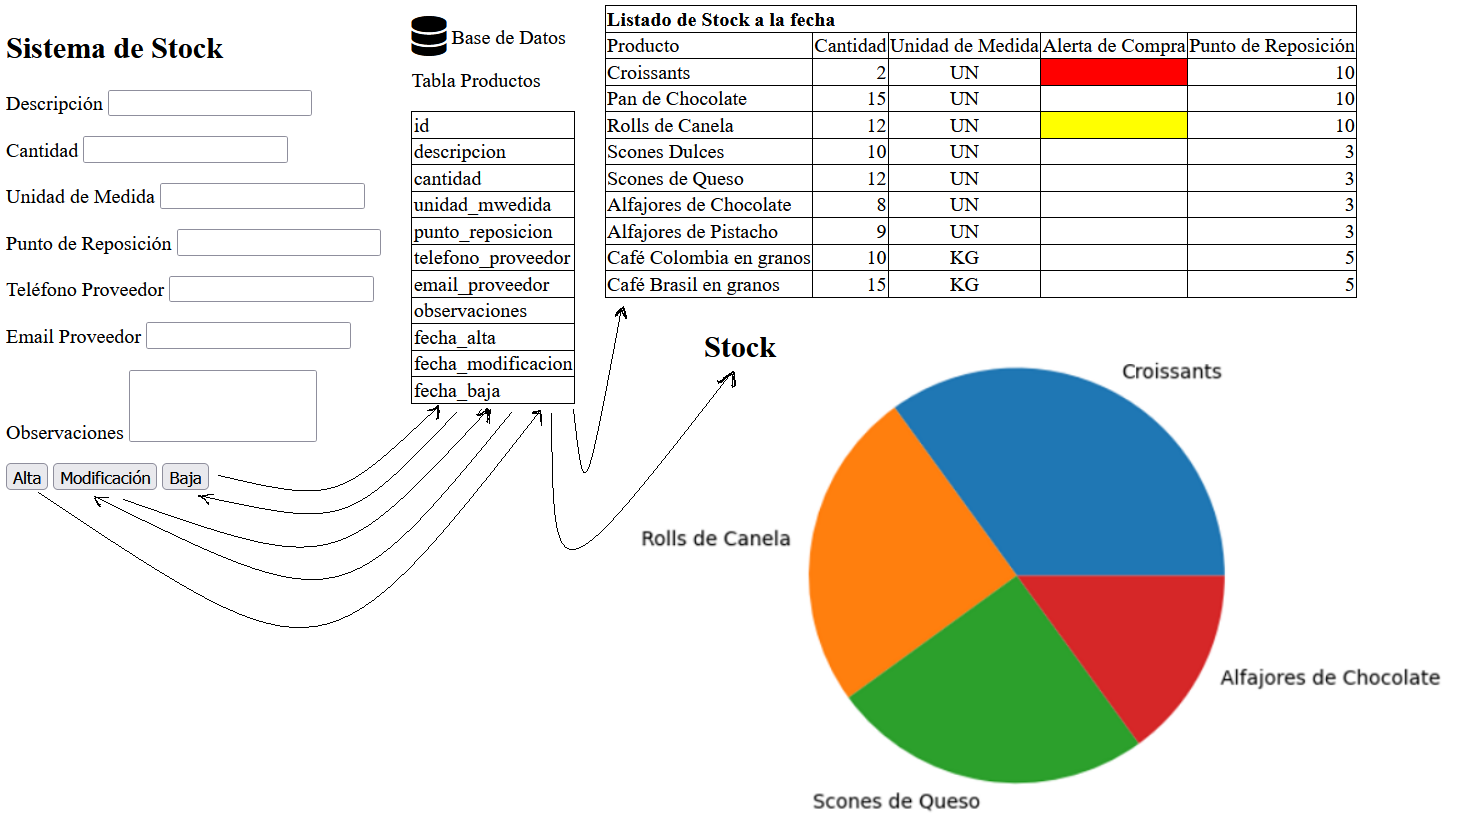 Sistema de Stock
Descripción
Cantidad
Unidad de Medida
Punto de Reposición
Teléfono Proveedor
Email Proveedor
Observaciones
Alta Modificación Baja
Base de Datos
Tabla Productos
id
descripcion
cantidad
unidad_mwedida
punto_reposicion
telefono_proveedor
email_proveedor
observaciones
fecha_alta
fecha_modificacion
fecha_baja
Listado de Stock a la fecha
Producto Cantidad Unidad de Medida Alerta de Compra Punto de Reposición
Croissants 2 UN 10
Pan de Chocolate 15 UN 10
Rolls de Canela 12 UN 10
Scones Dulces 10 UN 3
Scones de Queso 12 UN 3
Alfajores de Chocolate 8 UN 3
Alfajores de Pistacho 9 UN 3
Café Colombia en granos 10 KG 5
Café Brasil en granos 15 KG 5
Stock
Croissants
Rolls de Canela
Alfajores de Chocolate
Scones de Queso